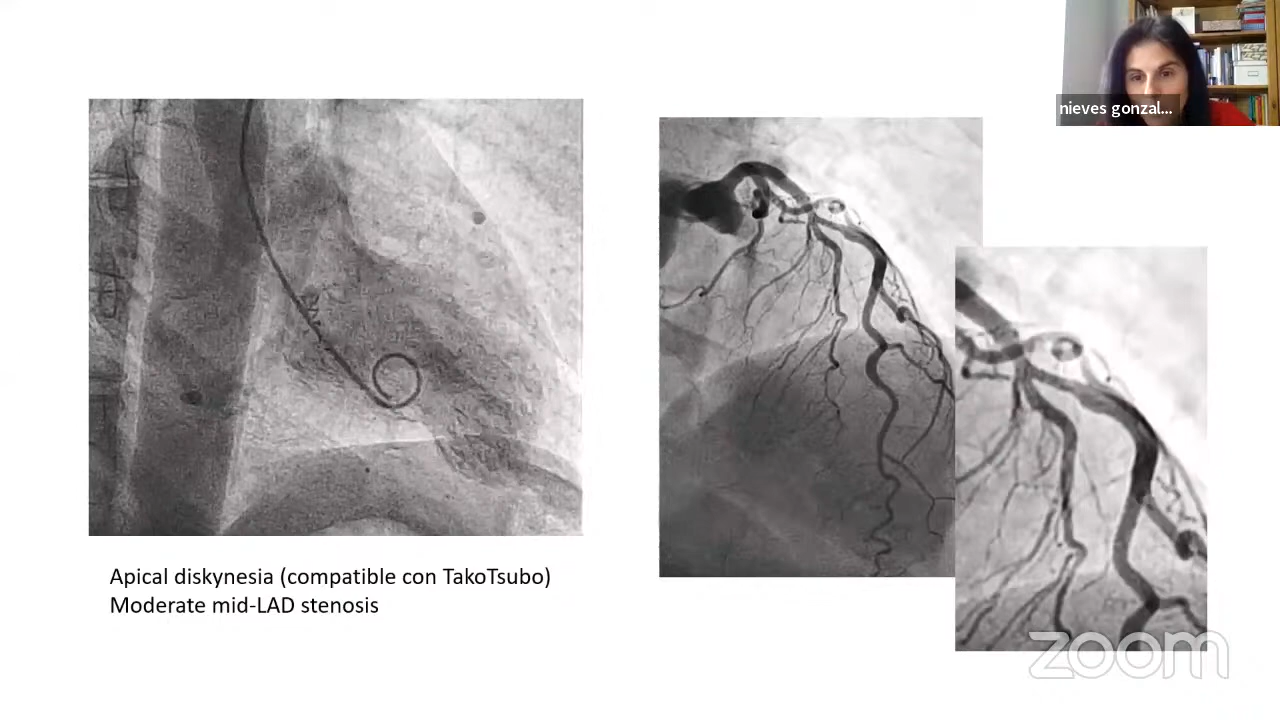 nieves gonzal...
Apical diskynesia (compatible con TakoTsubo)
Moderate mid-LAD stenosis
zoom